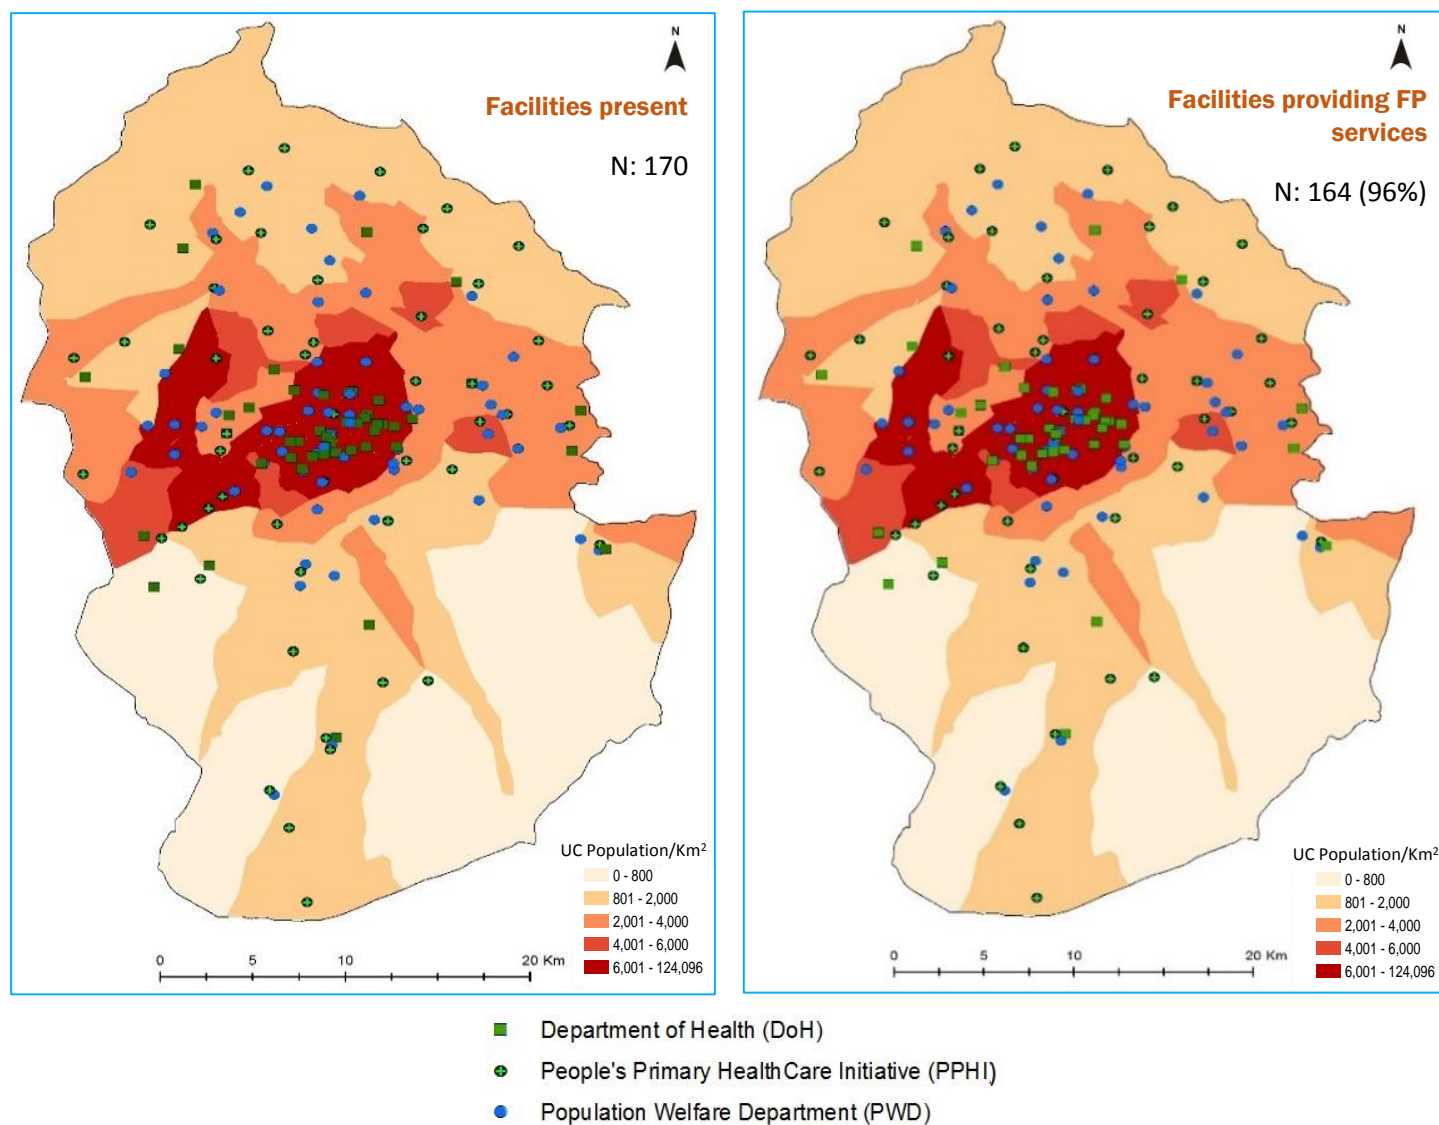 N
Facilities present
N: 170
UC Population/Km²
0 - 800
801 - 2,000
2,001 - 4,000
4,001 - 6,000
6,001 - 124,096
0 5 10 20 Km
N
Facilities providing FP
services
N: 164 (96%)
UC Population/Km²
0 - 800
801 - 2,000
2,001 - 4,000
4,001 - 6,000
6,001 - 124,096
0 5 10 20 Km
Department of Health (DoH)
People's Primary HealthCare Initiative (PPHI)
Population Welfare Department (PWD)